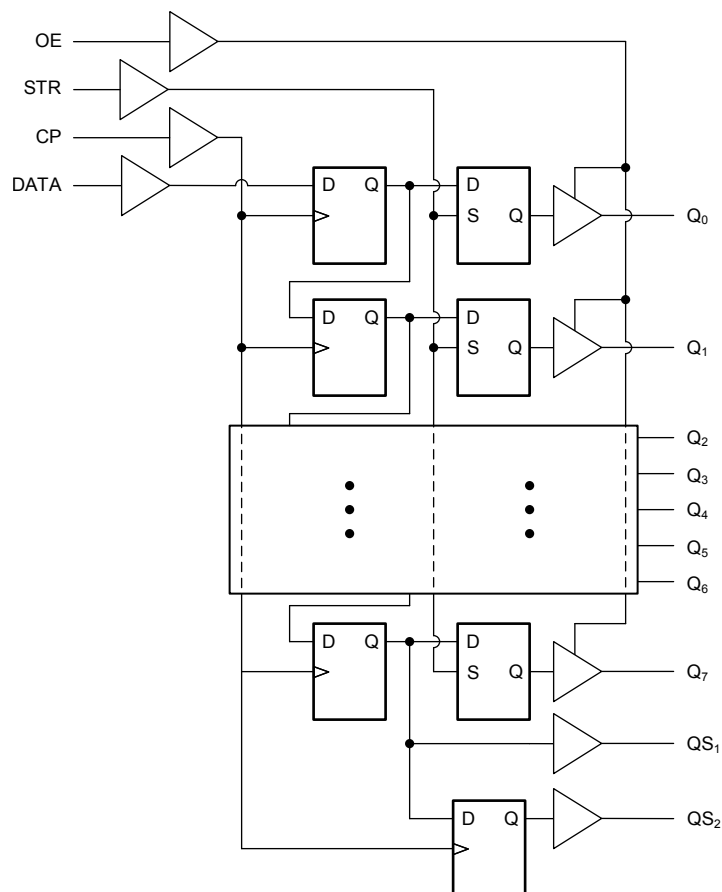 OE
STR
CP
DATA
D Q
D
S Q
Q₀
D Q
D
S Q
Q₁
Q₂
Q₃
Q₄
Q₅
Q₆
D Q
D
S Q
Q₇
QS₁
D Q
QS₂